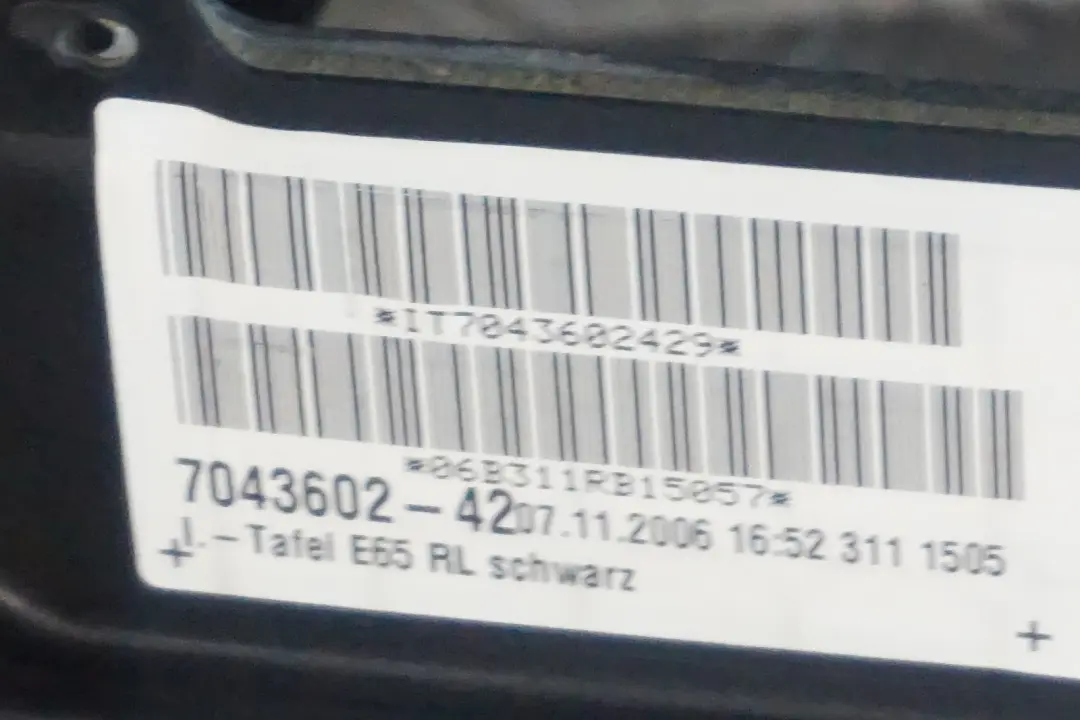 *IT7043602429*
*06B311RB15057*
7043602-42 07.11.2006 16:52 311 1505
I.-Tafel E65 RL schwarz